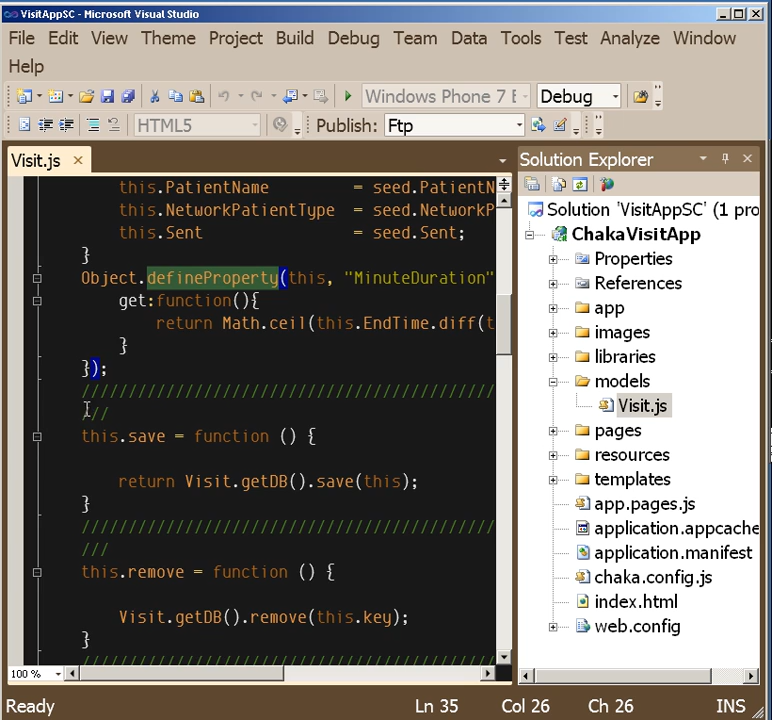 VisitAppSC - Microsoft Visual Studio
File Edit View Theme Project Build Debug Team Data Tools Test Analyze Window
Help
Windows Phone 7 E Debug
HTML5 Publish: Ftp
Visit.js
this.PatientName = seed.PatientN
this.NetworkPatientType = seed.NetworkP
this.Sent = seed.Sent;
}
Object.defineProperty(this, "MinuteDuration"
get:function(){
return Math.ceil(this.EndTime.diff(t
}
});
////////////////////////////////////////////
///
this.save = function () {
return Visit.getDB().save(this);
}
////////////////////////////////////////////
///
this.remove = function () {
Visit.getDB().remove(this.key);
}
////////////////////////////////////////////
100 %
Solution Explorer
Solution 'VisitAppSC' (1 pro
ChakaVisitApp
Properties
References
app
images
libraries
models
Visit.js
pages
resources
templates
app.pages.js
application.appcache
application.manifest
chaka.config.js
index.html
web.config
Ready Ln 35 Col 26 Ch 26 INS